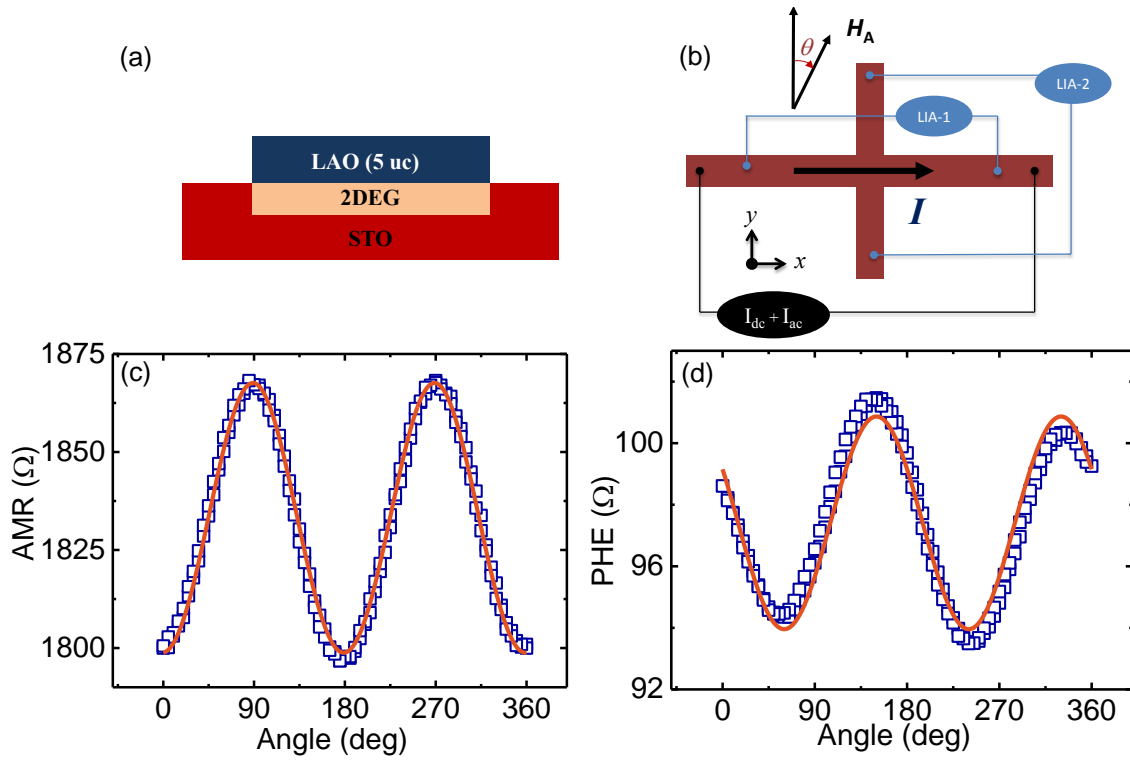 (a)
LAO (5 uc)
2DEG
STO
(b)
θ
H_A
LIA-2
LIA-1
I
y
x
I_dc + I_ac
(c)
1875
1850
1825
1800
AMR (Ω)
0 90 180 270 360
Angle (deg)
(d)
100
96
92
PHE (Ω)
0 90 180 270 360
Angle (deg)